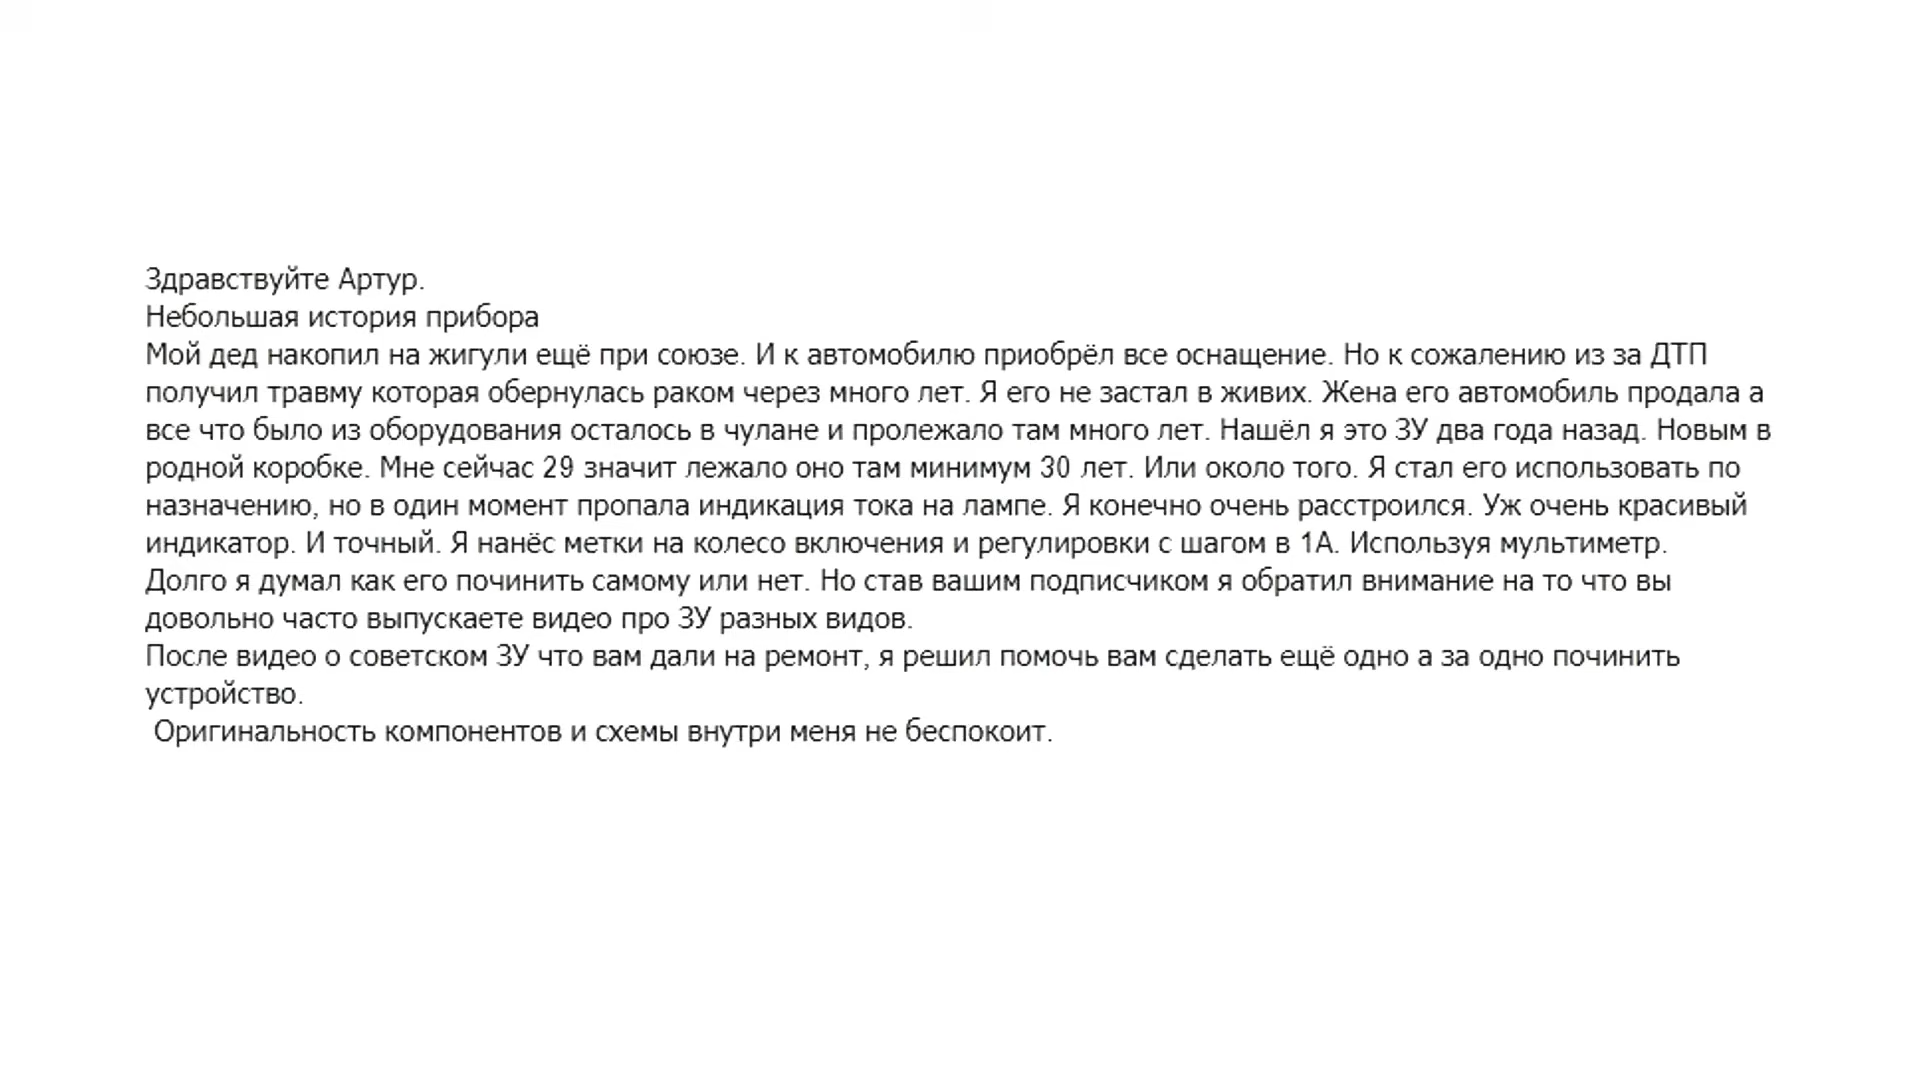 Здравствуйте Артур.
Небольшая история прибора
Мой дед накопил на жигули ещё при союзе. И к автомобилю приобрёл все оснащение. Но к сожалению из за ДТП
получил травму которая обернулась раком через много лет. Я его не застал в живих. Жена его автомобиль продала а
все что было из оборудования осталось в чулане и пролежало там много лет. Нашёл я это ЗУ два года назад. Новым в
родной коробке. Мне сейчас 29 значит лежало оно там минимум 30 лет. Или около того. Я стал его использовать по
назначению, но в один момент пропала индикация тока на лампе. Я конечно очень расстроился. Уж очень красивый
индикатор. И точный. Я нанёс метки на колесо включения и регулировки с шагом в 1А. Используя мультиметр.
Долго я думал как его починить самому или нет. Но став вашим подписчиком я обратил внимание на то что вы
довольно часто выпускаете видео про ЗУ разных видов.
После видео о советском ЗУ что вам дали на ремонт, я решил помочь вам сделать ещё одно а за одно починить
устройство.
Оригинальность компонентов и схемы внутри меня не беспокоит.